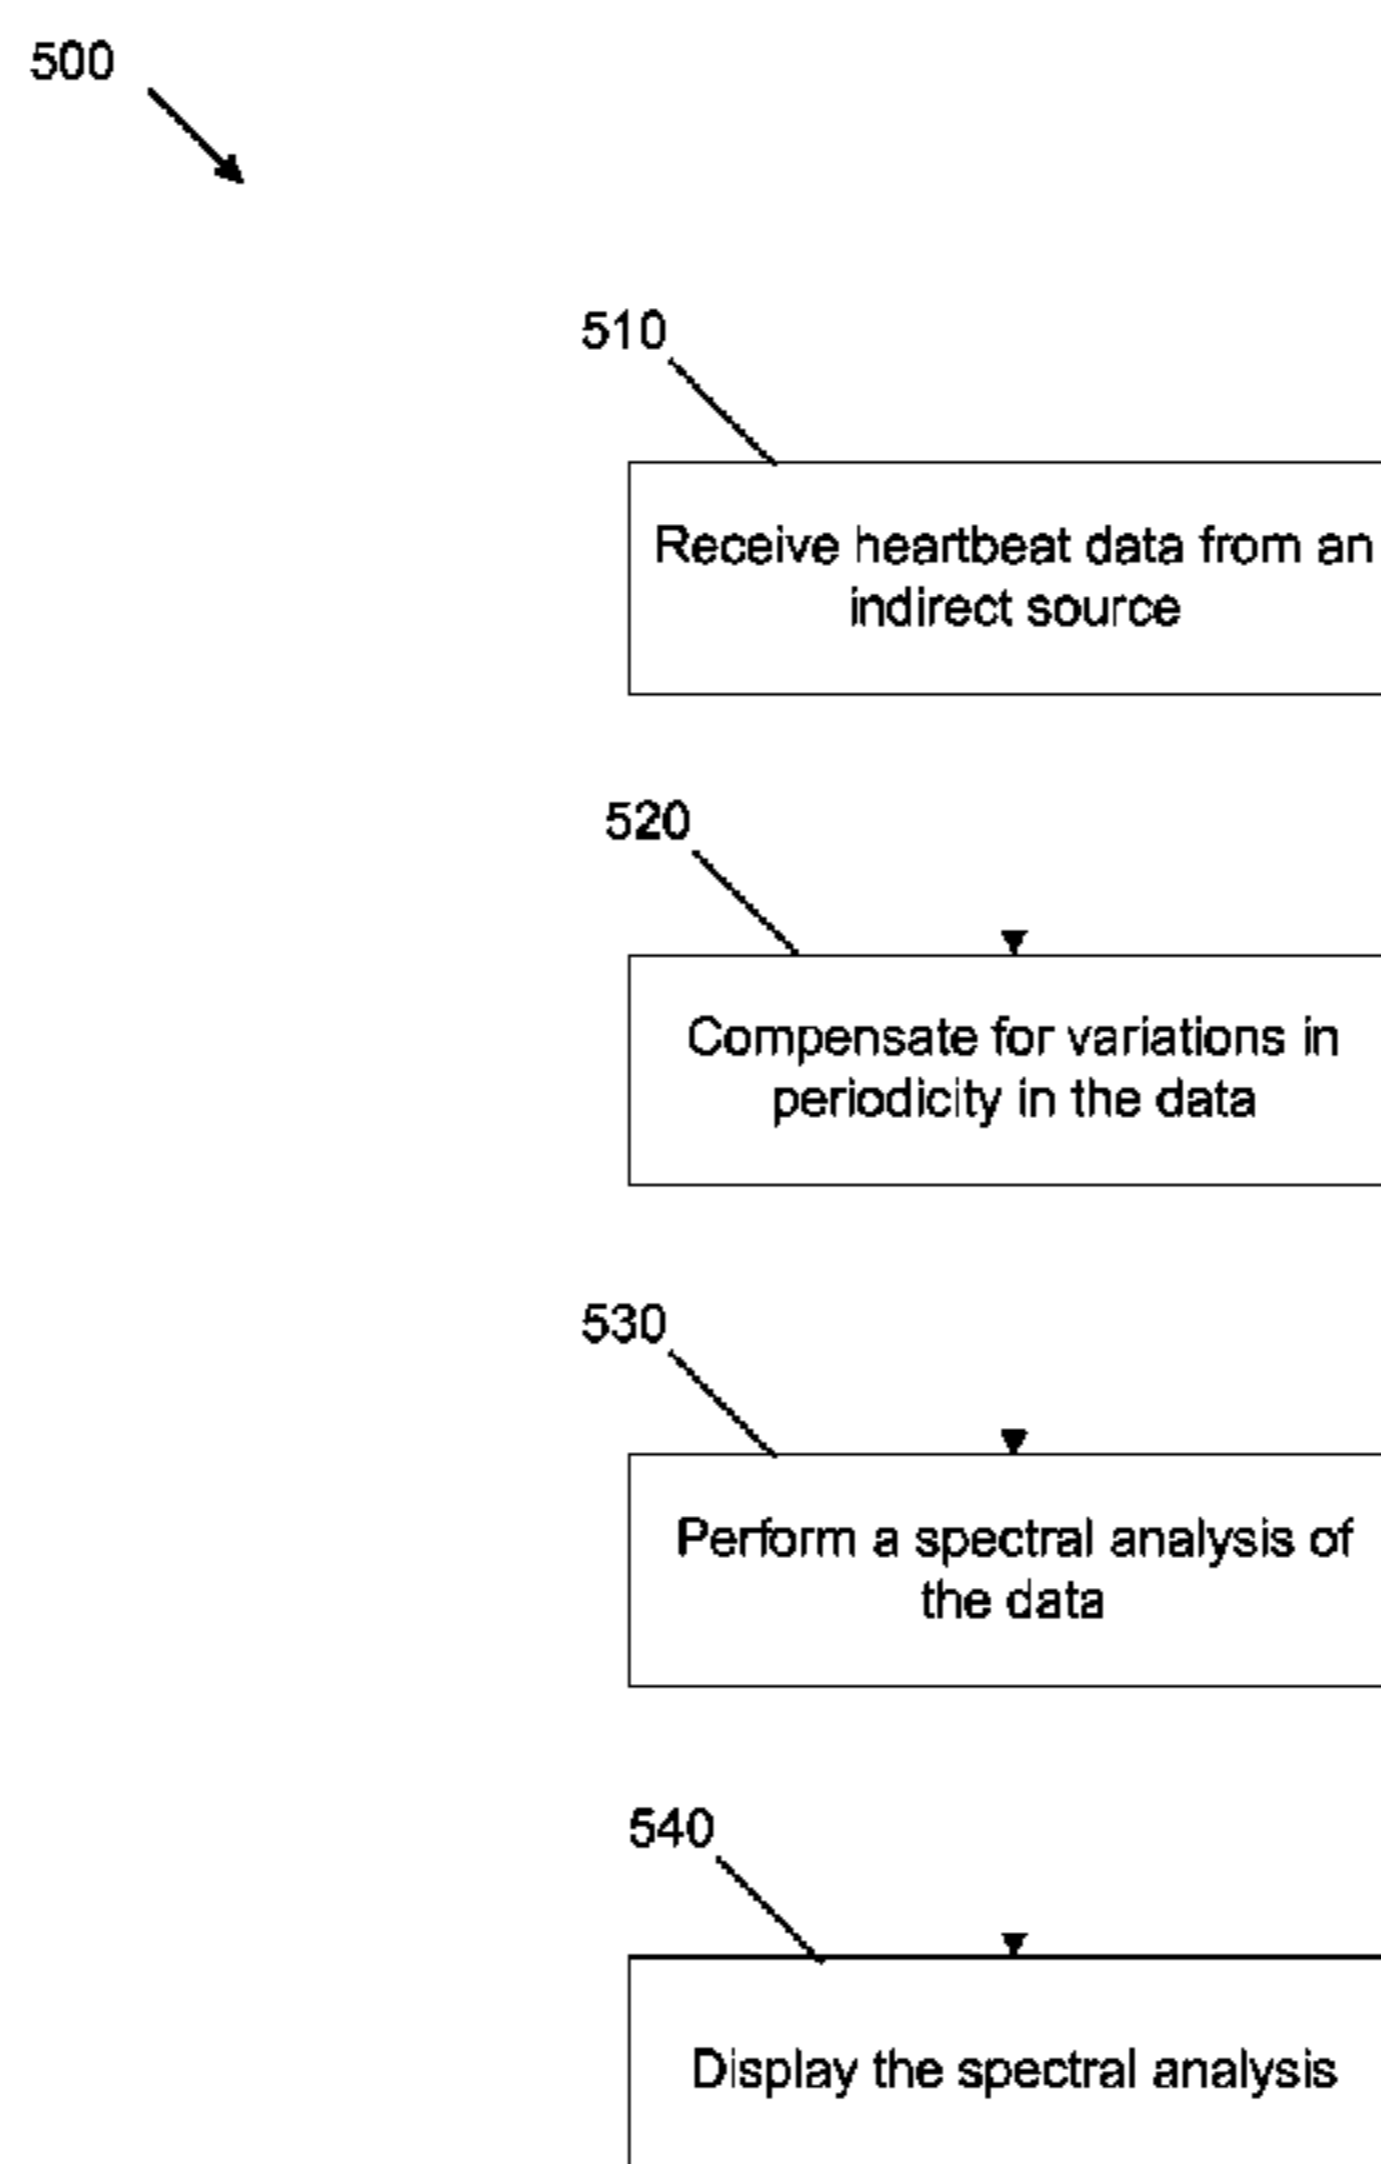 500
510
Receive heartbeat data from an
indirect source
520
Compensate for variations in
periodicity in the data
530
Perform a spectral analysis of
the data
540
Display the spectral analysis